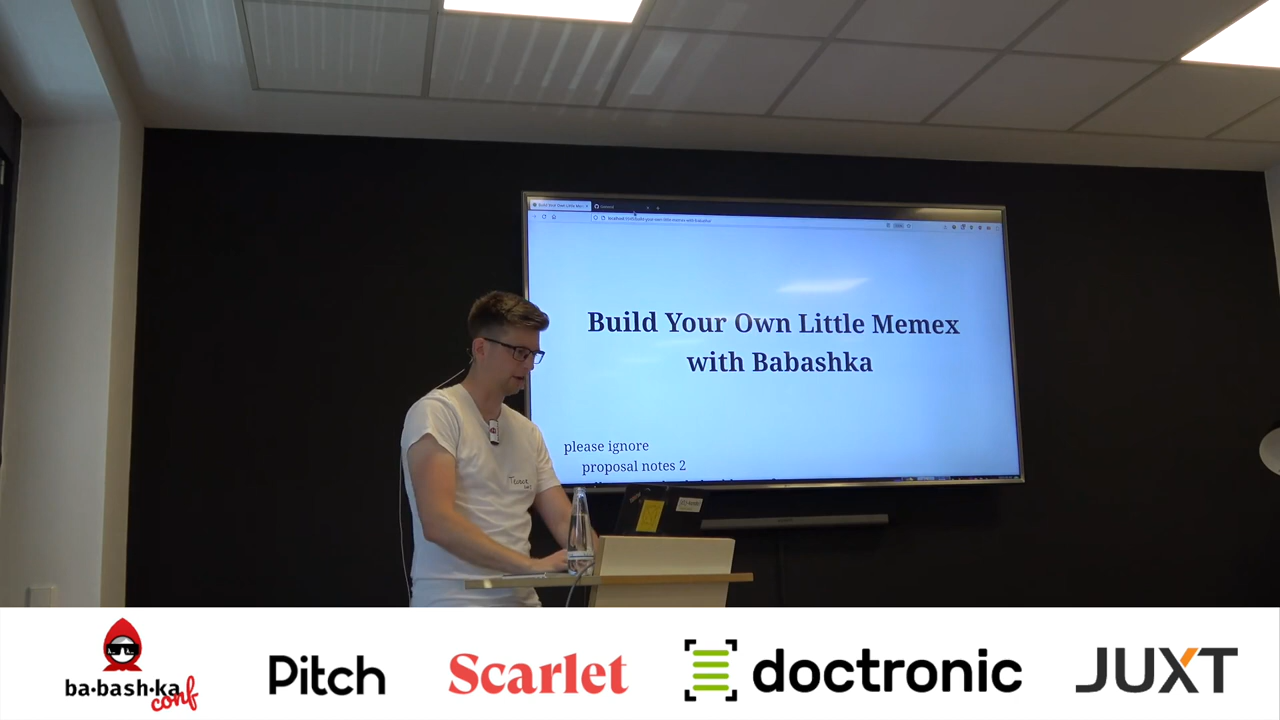 Build Your Own Little Memex
with Babashka
please ignore
proposal notes 2
ba•bash•ka
conf
Pitch
Scarlet
doctronic
JUXT